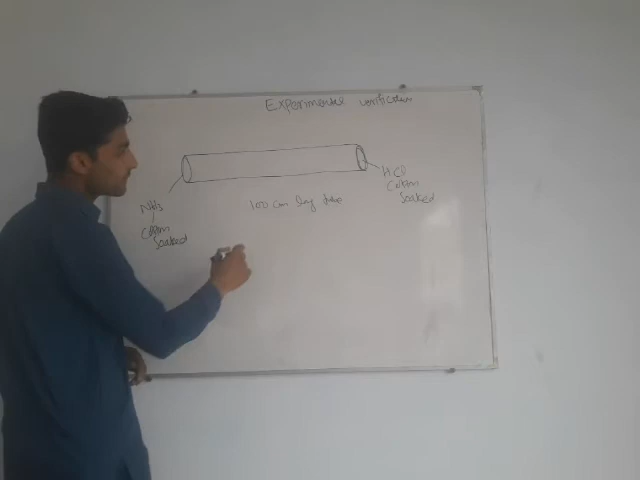 Experimental verification
HCl
Cotton
Soaked
NH3
Cotton
Soaked
100 cm long tube